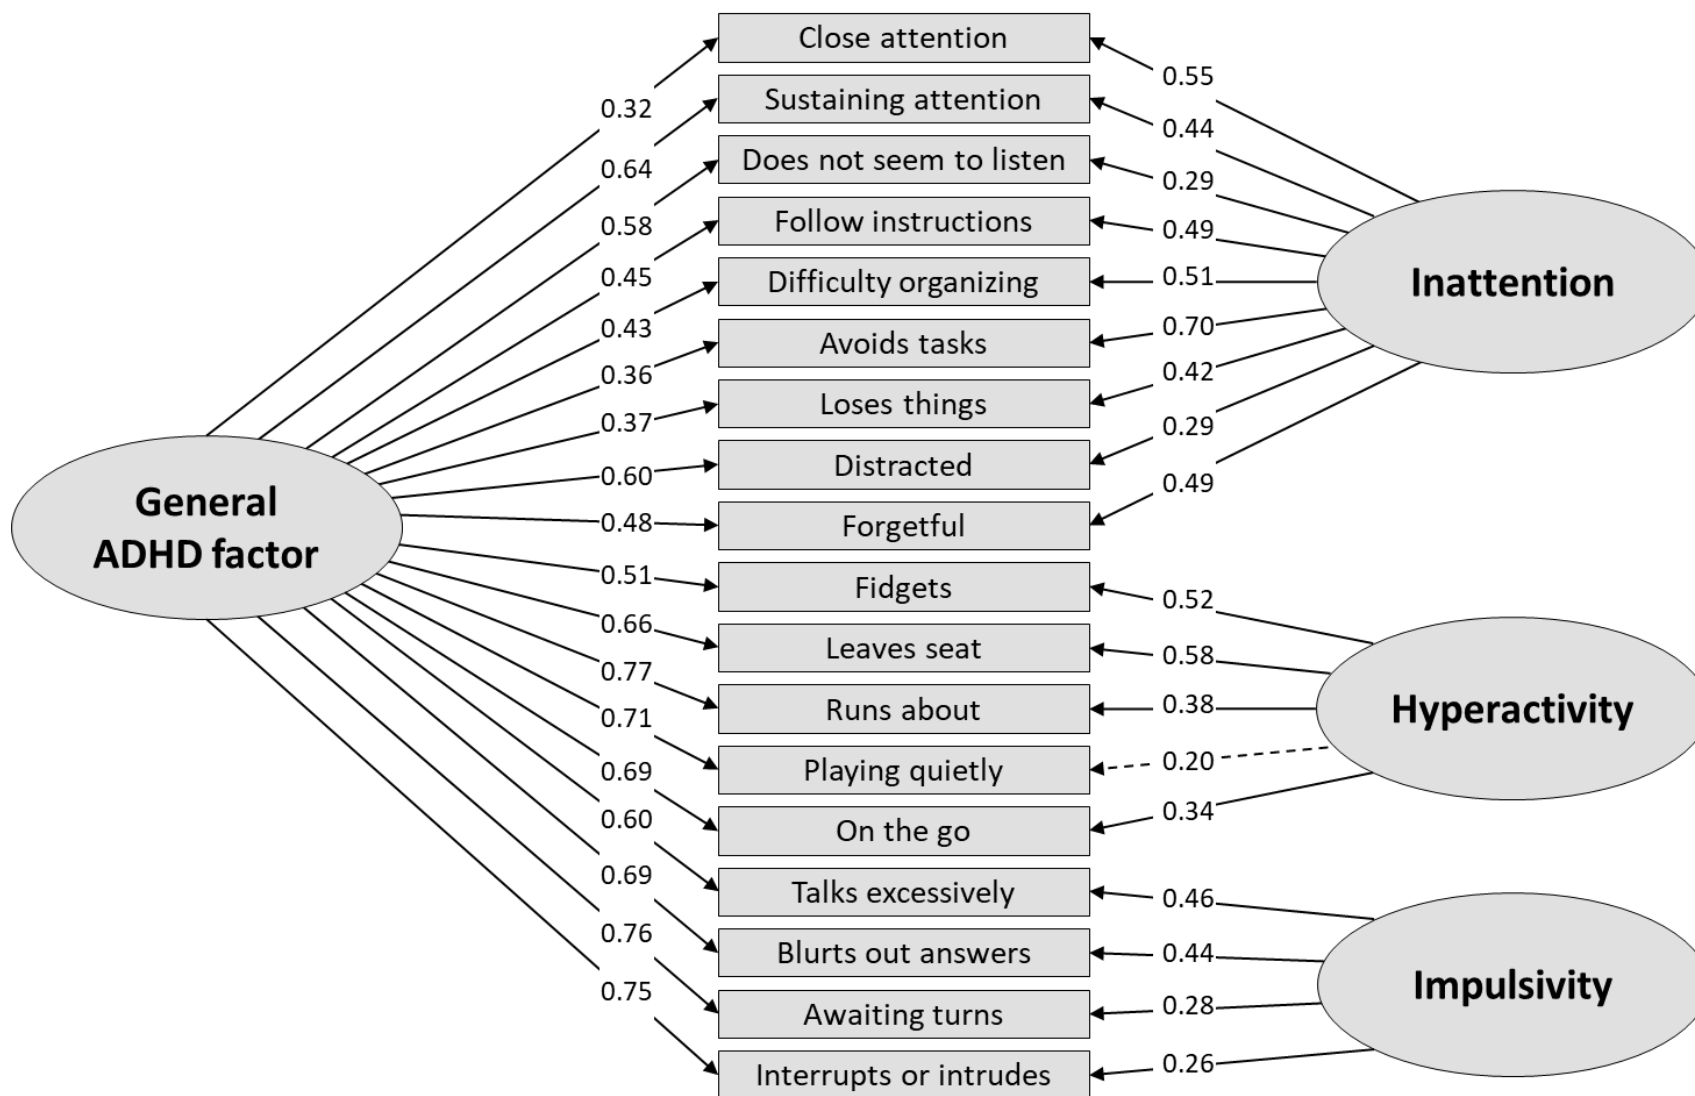 Close attention
Sustaining attention
Does not seem to listen
Follow instructions
Difficulty organizing
Avoids tasks
Loses things
Distracted
Forgetful
Fidgets
Leaves seat
Runs about
Playing quietly
On the go
Talks excessively
Blurts out answers
Awaiting turns
Interrupts or intrudes
General
ADHD factor
0.32
0.64
0.58
0.45
0.43
0.36
0.37
0.60
0.48
0.51
0.66
0.77
0.71
0.69
0.60
0.69
0.76
0.75
0.55
0.44
0.29
0.49
0.51
0.70
0.42
0.29
0.49
Inattention
0.52
0.58
0.38
0.20
0.34
Hyperactivity
0.46
0.44
0.28
0.26
Impulsivity